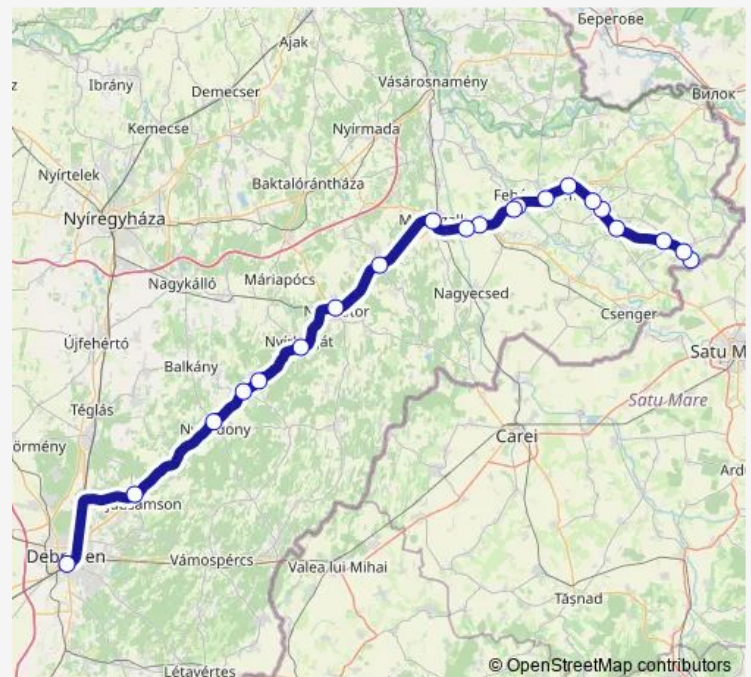 Берегове
Ajak
Ibrány
Demecser
Vásárosnamény
Вилок
Kemecse
Nyírmada
Nyírtelek
Baktalórántháza
Nyíregyháza
Nagykálló
Máriapócs
Nagyecsed
Csenger
Újfehértó
Balkány
Satu M
Téglás
Satu Mare
Carei
Vámospércs
Valea lui Mihai
Tășnad
Létavértes
© OpenStreetMap contributors